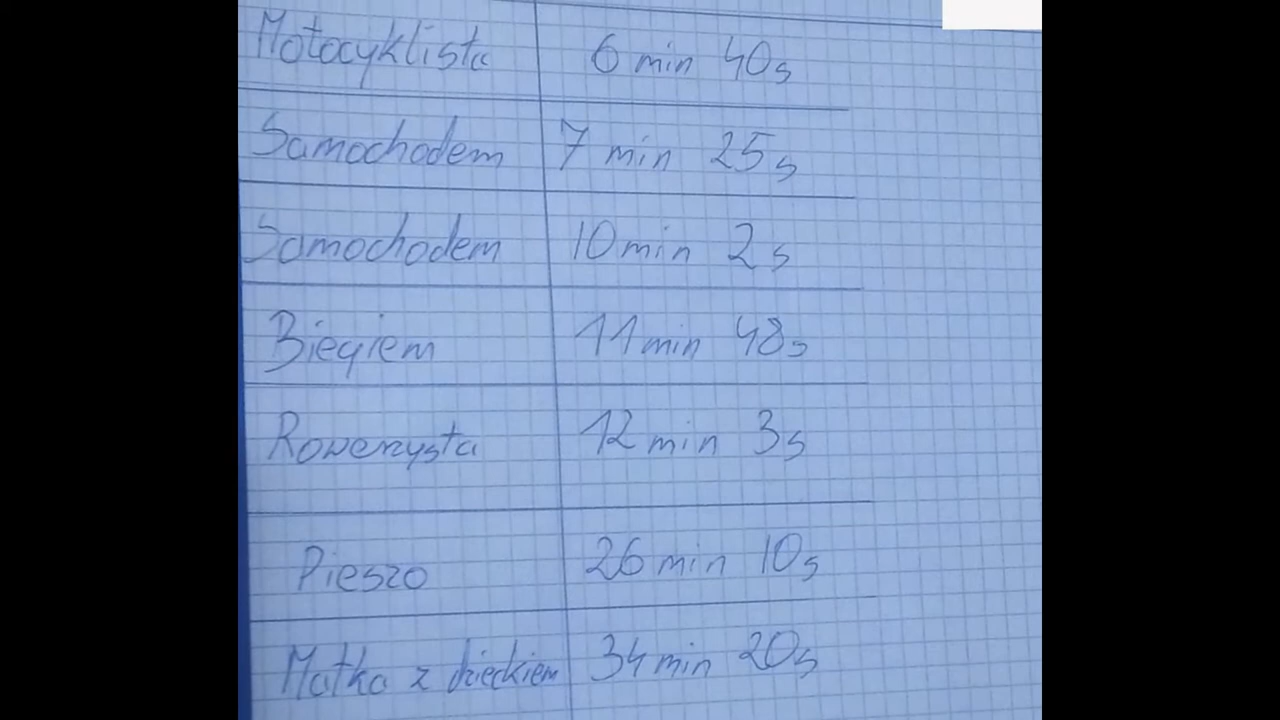 Motocyklista 6 min 40s
Samochodem 7 min 25s
Samochodem 10 min 2s
Biegiem 11 min 48s
Rowerzysta 12 min 3s
Pieszo 26 min 10s
Matka z dzieckiem 34 min 20s